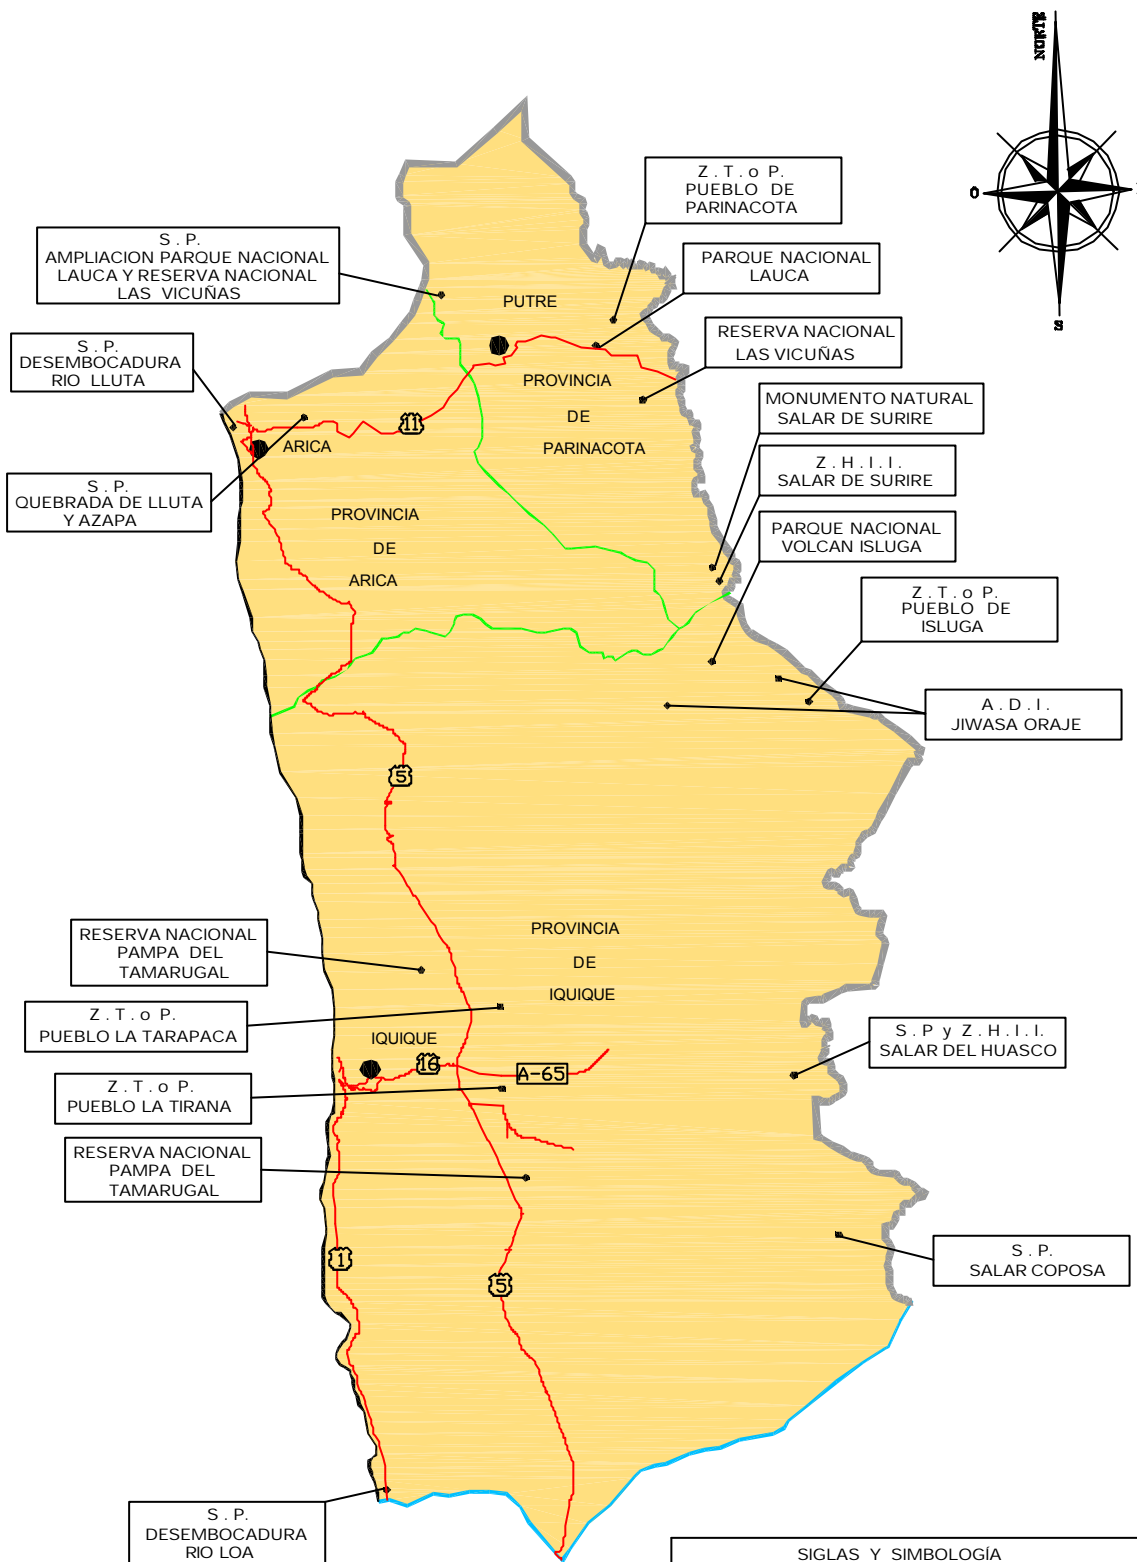 NORTE
O
S
Z.T.o P.
PUEBLO DE
PARINACOTA
S.P.
AMPLIACION PARQUE NACIONAL
LAUCA Y RESERVA NACIONAL
LAS VICUÑAS
PARQUE NACIONAL
LAUCA
PUTRE
RESERVA NACIONAL
LAS VICUÑAS
S.P.
DESEMBOCADURA
RIO LLUTA
PROVINCIA
DE
PARINACOTA
MONUMENTO NATURAL
SALAR DE SURIRE
11
ARICA
Z.H.I.I.
SALAR DE SURIRE
S.P.
QUEBRADA DE LLUTA
Y AZAPA
PROVINCIA
DE
ARICA
PARQUE NACIONAL
VOLCAN ISLUGA
Z.T.o P.
PUEBLO DE
ISLUGA
A.D.I.
JIWASA ORAJE
5
RESERVA NACIONAL
PAMPA DEL
TAMARUGAL
PROVINCIA
DE
IQUIQUE
Z.T.o P.
PUEBLO LA TARAPACA
IQUIQUE
S.P y Z.H.I.I.
SALAR DEL HUASCO
16
A-65
Z.T.o P.
PUEBLO LA TIRANA
RESERVA NACIONAL
PAMPA DEL
TAMARUGAL
1
5
S.P.
SALAR COPOSA
S.P.
DESEMBOCADURA
RIO LOA
SIGLAS Y SIMBOLOGÍA